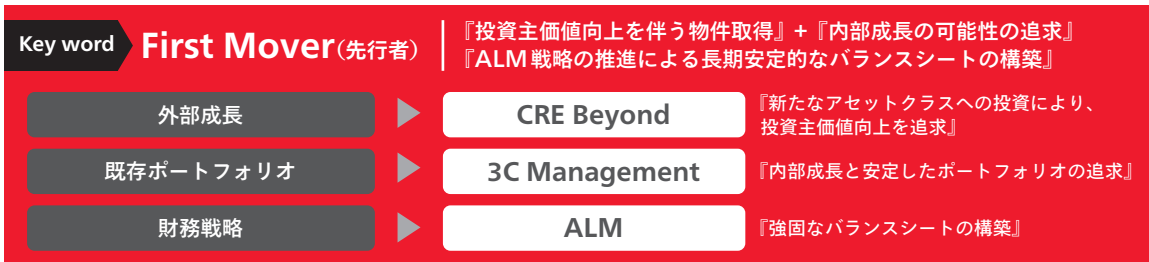 Key word
First Mover(先行者)
『投資主価値向上を伴う物件取得』+『内部成長の可能性の追求』
『ALM戦略の推進による長期安定的なバランスシートの構築』
外部成長
CRE Beyond
『新たなアセットクラスへの投資により、
投資主価値向上を追求』
既存ポートフォリオ
3C Management
『内部成長と安定したポートフォリオの追求』
財務戦略
ALM
『強固なバランスシートの構築』